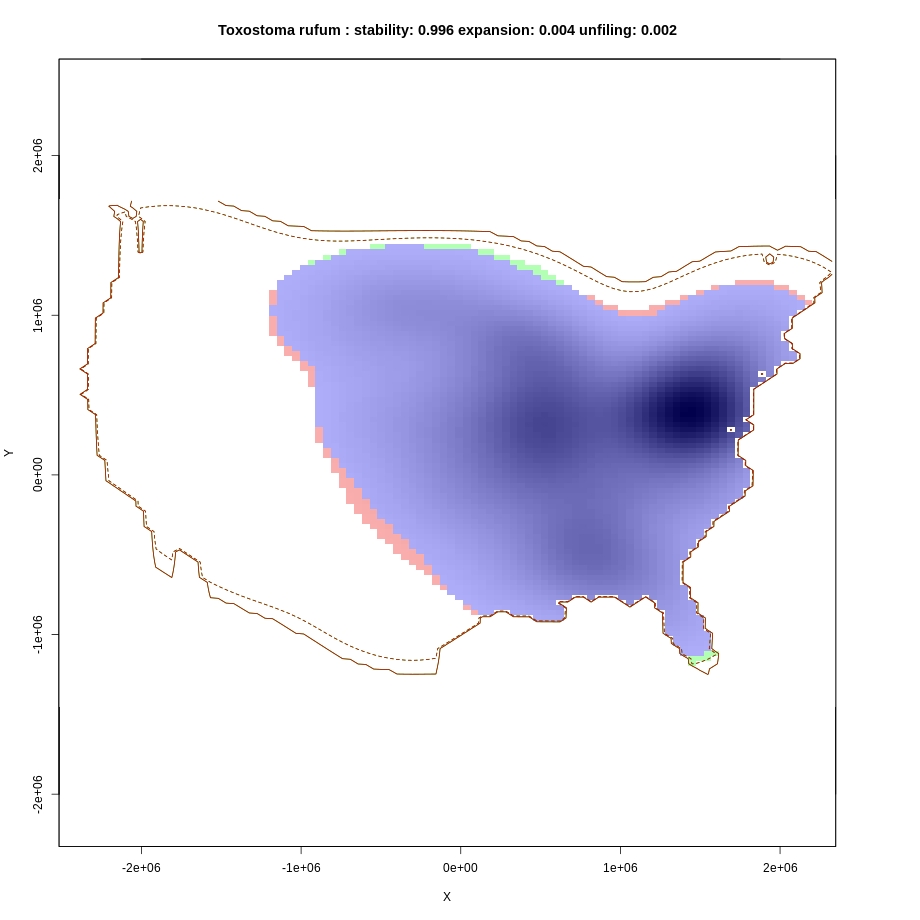 Toxostoma rufum : stability: 0.996 expansion: 0.004 unfiling: 0.002
2e+06
1e+06
Y
0e+00
-1e+06
-2e+06
-2e+06 -1e+06 0e+00 1e+06 2e+06
X